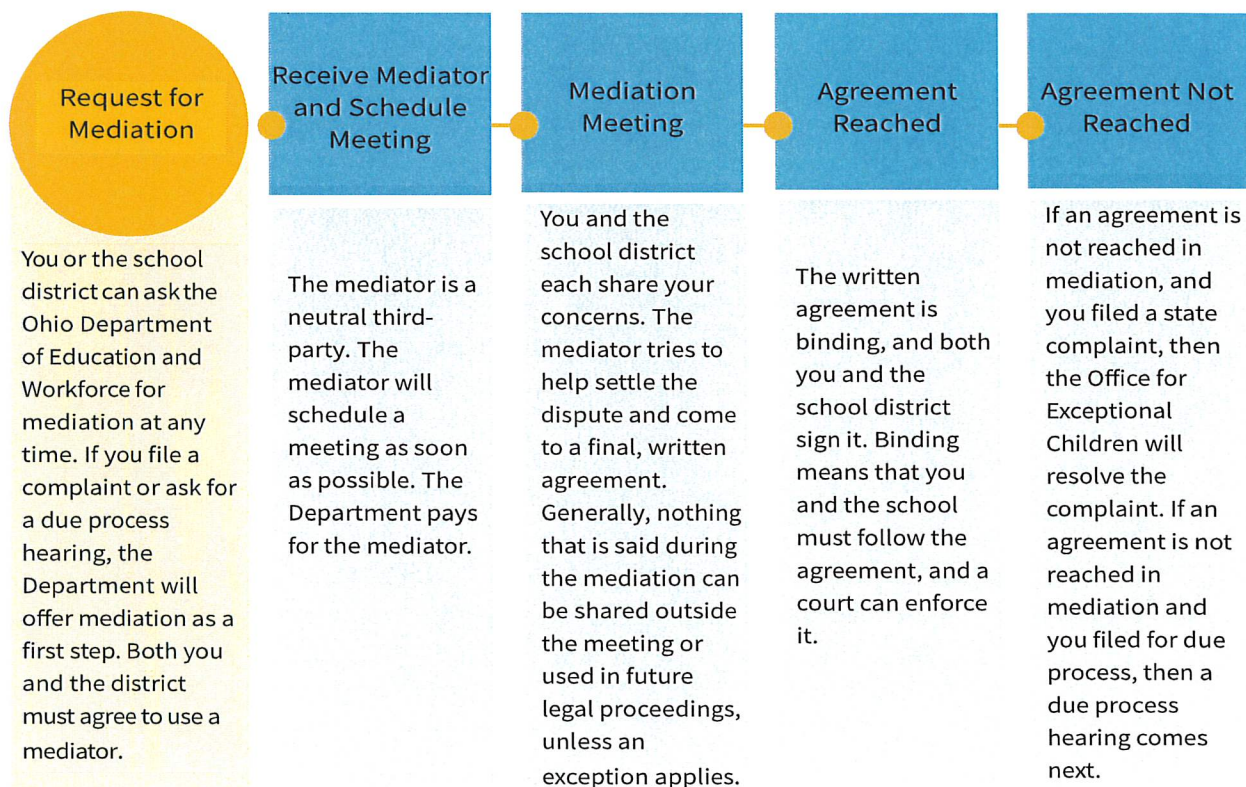 Request for
Mediation
You or the school
district can ask the
Ohio Department
of Education and
Workforce for
mediation at any
time. If you file a
complaint or ask for
a due process
hearing, the
Department will
offer mediation as a
first step. Both you
and the district
must agree to use a
mediator.
Receive Mediator
and Schedule
Meeting
The mediator is a
neutral third-
party. The
mediator will
schedule a
meeting as soon
as possible. The
Department pays
for the mediator.
Mediation
Meeting
You and the
school district
each share your
concerns. The
mediator tries to
help settle the
dispute and come
to a final, written
agreement.
Generally, nothing
that is said during
the mediation can
be shared outside
the meeting or
used in future
legal proceedings,
unless an
exception applies.
Agreement
Reached
The written
agreement is
binding, and both
you and the
school district
sign it. Binding
means that you
and the school
must follow the
agreement, and a
court can enforce
it.
Agreement Not
Reached
If an agreement is
not reached in
mediation, and
you filed a state
complaint, then
the Office for
Exceptional
Children will
resolve the
complaint. If an
agreement is not
reached in
mediation and
you filed for due
process, then a
due process
hearing comes
next.